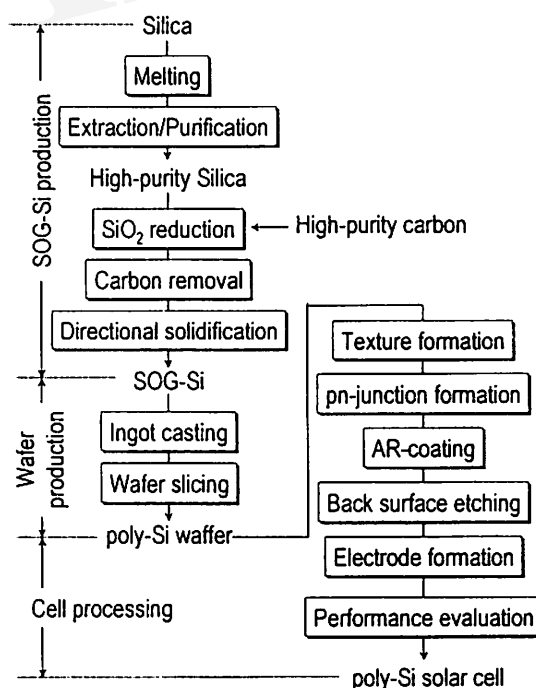 Silica
Melting
Extraction/Purification
High-purity Silica
SiO₂ reduction
High-purity carbon
Carbon removal
Directional solidification
SOG-Si
Ingot casting
Wafer slicing
poly-Si waffer
SOG-Si production
Wafer
production
Cell processing
Texture formation
pn-junction formation
AR-coating
Back surface etching
Electrode formation
Performance evaluation
poly-Si solar cell